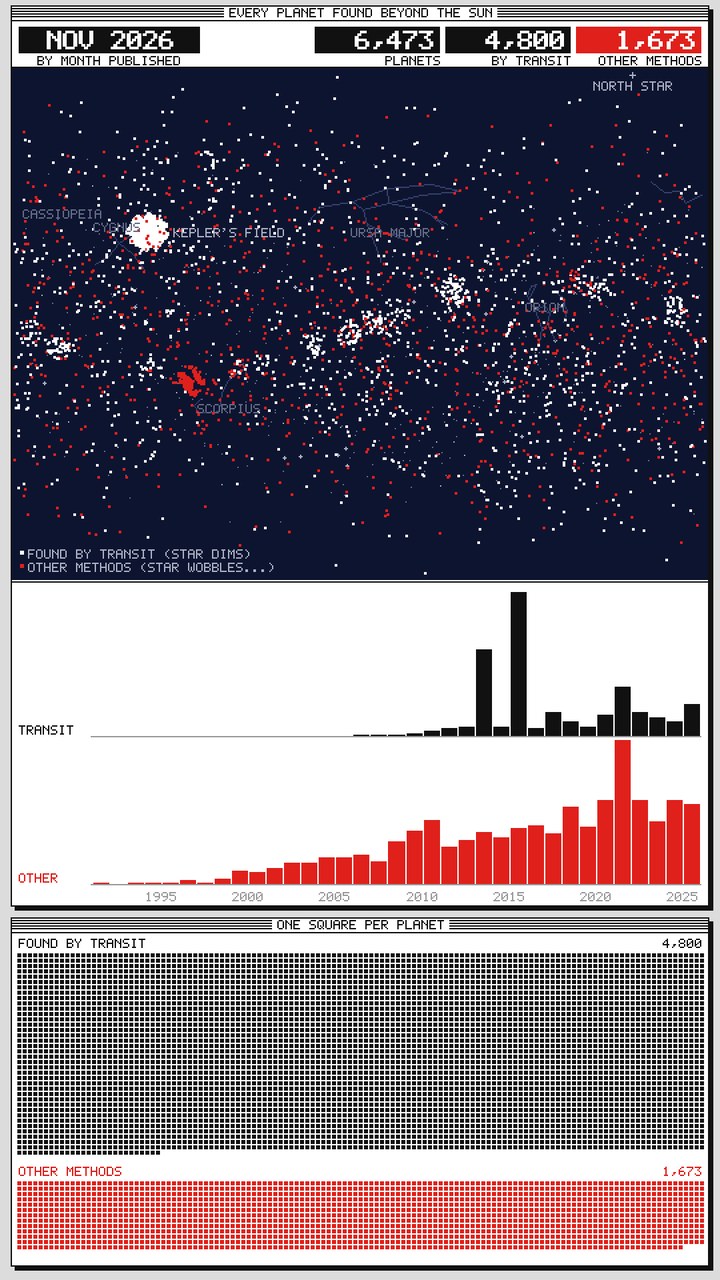 EVERY PLANET FOUND BEYOND THE SUN
NOV 2026
6,473
4,800
1,673
BY MONTH PUBLISHED
PLANETS
BY TRANSIT
OTHER METHODS
NORTH STAR
CASSIOPEIA
CYGNUS
KEPLER'S FIELD
URSA MAJOR
ORION
SCORPIUS
FOUND BY TRANSIT (STAR DIMS)
OTHER METHODS (STAR WOBBLES...)
TRANSIT
OTHER
1995 2000 2005 2010 2015 2020 2025
ONE SQUARE PER PLANET
FOUND BY TRANSIT 4,800
OTHER METHODS 1,673